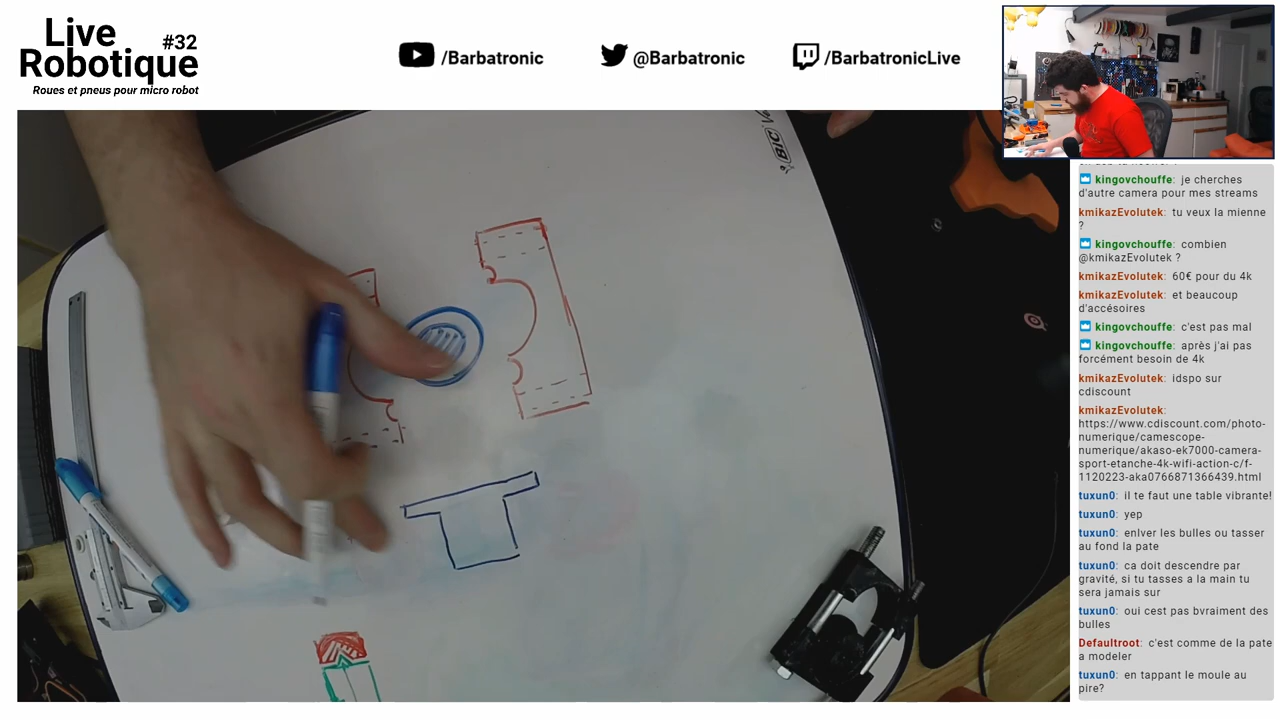 Live
Robotique
#32
Roues et pneus pour micro robot
/Barbatronic
@Barbatronic
/BarbatronicLive
BIC
kingovchouffe: je cherches
d'autre camera pour mes streams
kmikazEvolutek: tu veux la mienne
?
kingovchouffe: combien
@kmikazEvolutek ?
kmikazEvolutek: 60€ pour du 4k
kmikazEvolutek: et beaucoup
d'accésoires
kingovchouffe: c'est pas mal
kingovchouffe: après j'ai pas
forcément besoin de 4k
kmikazEvolutek: idspo sur
cdiscount
kmikazEvolutek:
https://www.cdiscount.com/photo-
numerique/camescope-
numerique/akaso-ek7000-camera-
sport-etanche-4k-wifi-action-c/f-
1120223-aka0766871366439.html
tuxun0: il te faut une table vibrante!
tuxun0: yep
tuxun0: enlver les bulles ou tasser
au fond la pate
tuxun0: ca doit descendre par
gravité, si tu tasses a la main tu
sera jamais sur
tuxun0: oui cest pas bvraiment des
bulles
Defaultroot: c'est comme de la pate
a modeler
tuxun0: en tappant le moule au
pire?